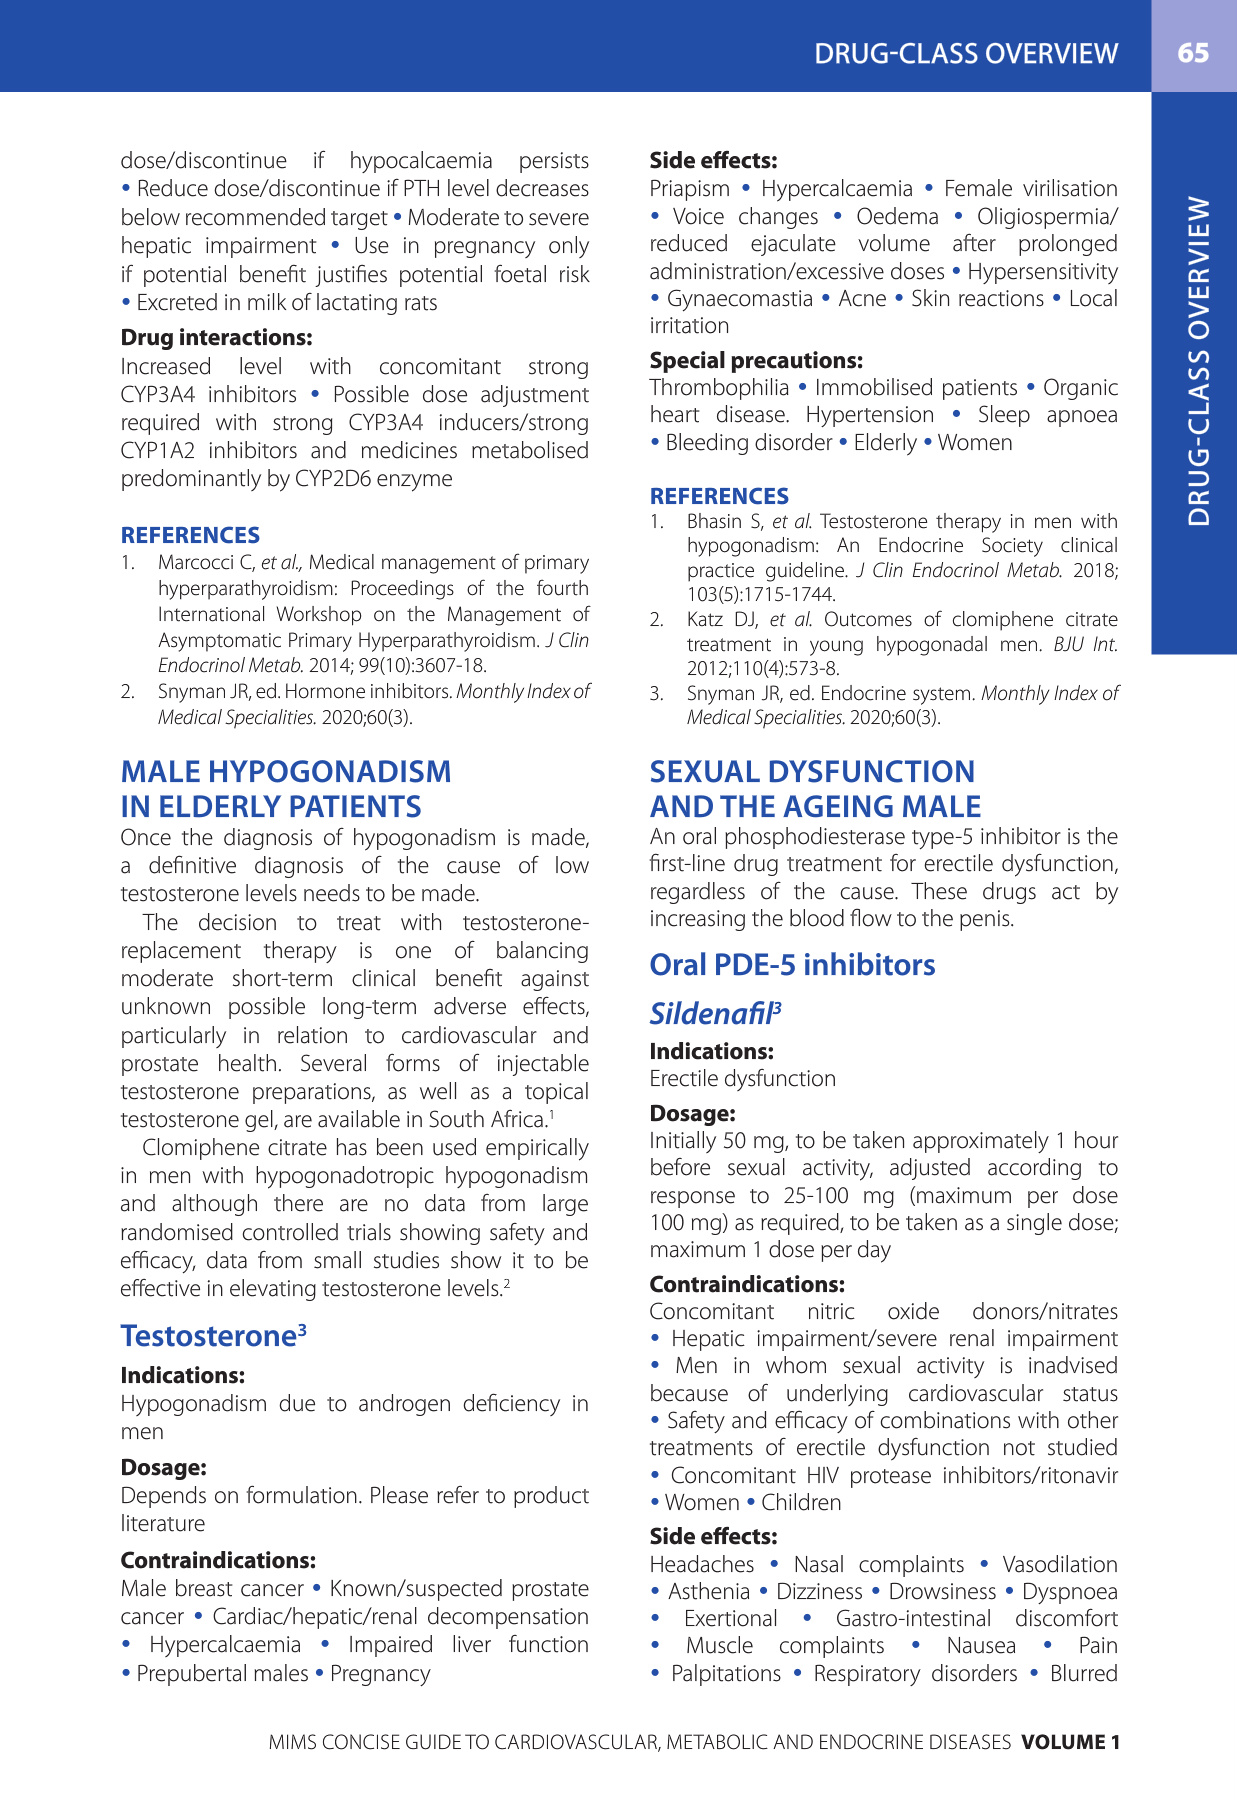 DRUG-CLASS OVERVIEW 65
dose/discontinue if hypocalcaemia persists
• Reduce dose/discontinue if PTH level decreases
below recommended target • Moderate to severe
hepatic impairment • Use in pregnancy only
if potential benefit justifies potential foetal risk
• Excreted in milk of lactating rats
Drug interactions:
Increased level with concomitant strong
CYP3A4 inhibitors • Possible dose adjustment
required with strong CYP3A4 inducers/strong
CYP1A2 inhibitors and medicines metabolised
predominantly by CYP2D6 enzyme
REFERENCES
1. Marcocci C, et al., Medical management of primary
hyperparathyroidism: Proceedings of the fourth
International Workshop on the Management of
Asymptomatic Primary Hyperparathyroidism. J Clin
Endocrinol Metab. 2014; 99(10):3607-18.
2. Snyman JR, ed. Hormone inhibitors. Monthly Index of
Medical Specialities. 2020;60(3).
MALE HYPOGONADISM
IN ELDERLY PATIENTS
Once the diagnosis of hypogonadism is made,
a definitive diagnosis of the cause of low
testosterone levels needs to be made.
The decision to treat with testosterone-
replacement therapy is one of balancing
moderate short-term clinical benefit against
unknown possible long-term adverse effects,
particularly in relation to cardiovascular and
prostate health. Several forms of injectable
testosterone preparations, as well as a topical
testosterone gel, are available in South Africa.1
Clomiphene citrate has been used empirically
in men with hypogonadotropic hypogonadism
and although there are no data from large
randomised controlled trials showing safety and
efficacy, data from small studies show it to be
effective in elevating testosterone levels.2
Testosterone3
Indications:
Hypogonadism due to androgen deficiency in
men
Dosage:
Depends on formulation. Please refer to product
literature
Contraindications:
Male breast cancer • Known/suspected prostate
cancer • Cardiac/hepatic/renal decompensation
• Hypercalcaemia • Impaired liver function
• Prepubertal males • Pregnancy
Side effects:
Priapism • Hypercalcaemia • Female virilisation
• Voice changes • Oedema • Oligiospermia/
reduced ejaculate volume after prolonged
administration/excessive doses • Hypersensitivity
• Gynaecomastia • Acne • Skin reactions • Local
irritation
Special precautions:
Thrombophilia • Immobilised patients • Organic
heart disease. Hypertension • Sleep apnoea
• Bleeding disorder • Elderly • Women
REFERENCES
1. Bhasin S, et al. Testosterone therapy in men with
hypogonadism: An Endocrine Society clinical
practice guideline. J Clin Endocrinol Metab. 2018;
103(5):1715-1744.
2. Katz DJ, et al. Outcomes of clomiphene citrate
treatment in young hypogonadal men. BJU Int.
2012;110(4):573-8.
3. Snyman JR, ed. Endocrine system. Monthly Index of
Medical Specialities. 2020;60(3).
SEXUAL DYSFUNCTION
AND THE AGEING MALE
An oral phosphodiesterase type-5 inhibitor is the
first-line drug treatment for erectile dysfunction,
regardless of the cause. These drugs act by
increasing the blood flow to the penis.
Oral PDE-5 inhibitors
Sildenafil3
Indications:
Erectile dysfunction
Dosage:
Initially 50 mg, to be taken approximately 1 hour
before sexual activity, adjusted according to
response to 25-100 mg (maximum per dose
100 mg) as required, to be taken as a single dose;
maximum 1 dose per day
Contraindications:
Concomitant nitric oxide donors/nitrates
• Hepatic impairment/severe renal impairment
• Men in whom sexual activity is inadvised
because of underlying cardiovascular status
• Safety and efficacy of combinations with other
treatments of erectile dysfunction not studied
• Concomitant HIV protease inhibitors/ritonavir
• Women • Children
Side effects:
Headaches • Nasal complaints • Vasodilation
• Asthenia • Dizziness • Drowsiness • Dyspnoea
• Exertional • Gastro-intestinal discomfort
• Muscle complaints • Nausea • Pain
• Palpitations • Respiratory disorders • Blurred
DRUG-CLASS OVERVIEW
MIMS CONCISE GUIDE TO CARDIOVASCULAR, METABOLIC AND ENDOCRINE DISEASES VOLUME 1